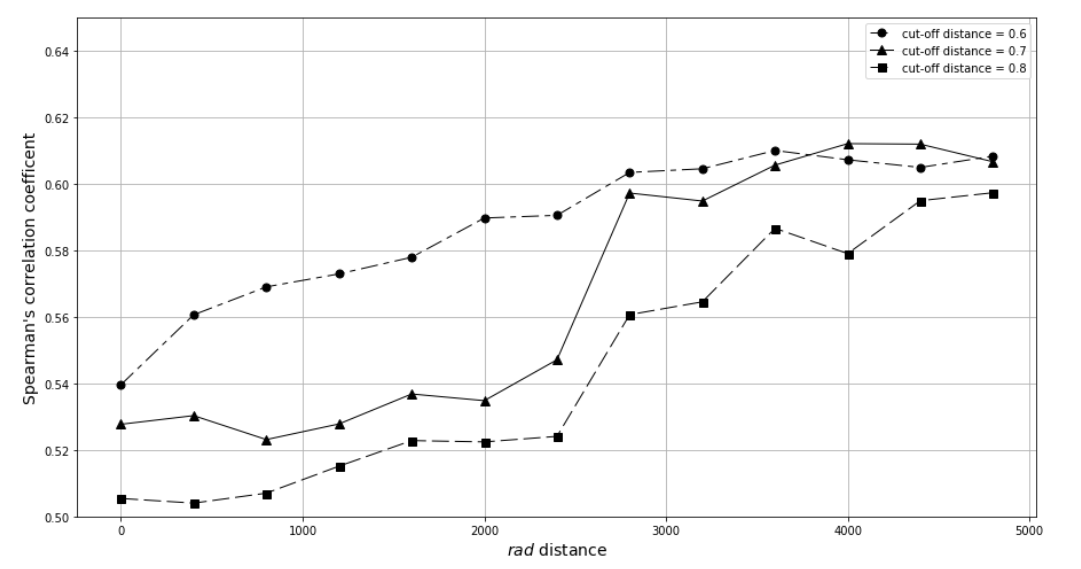 cut-off distance = 0.6
cut-off distance = 0.7
cut-off distance = 0.8
Spearman's correlation coefficent
0.64
0.62
0.60
0.58
0.56
0.54
0.52
0.50
0 1000 2000 3000 4000 5000
rad distance